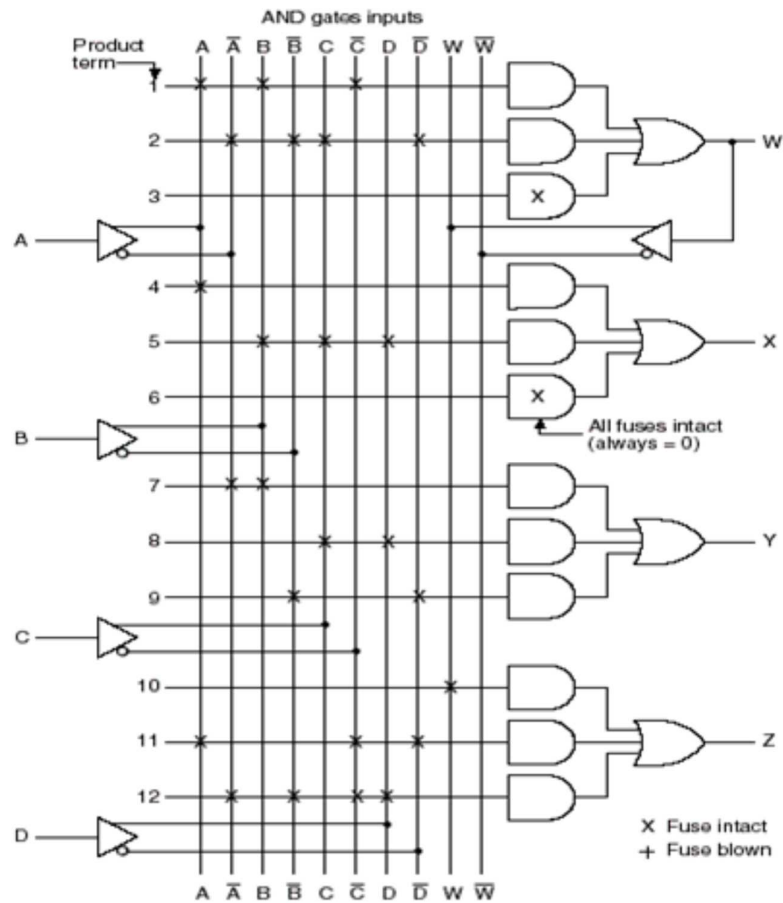 AND gates inputs
Product
term
A A̅ B B̅ C C̅ D D̅ W W̅
1
2
W
3
A
4
5
X
6
All fuses intact
(always = 0)
B
7
8
Y
9
C
10
11
Z
12
X Fuse intact
+ Fuse blown
D
A A̅ B B̅ C C̅ D D̅ W W̅